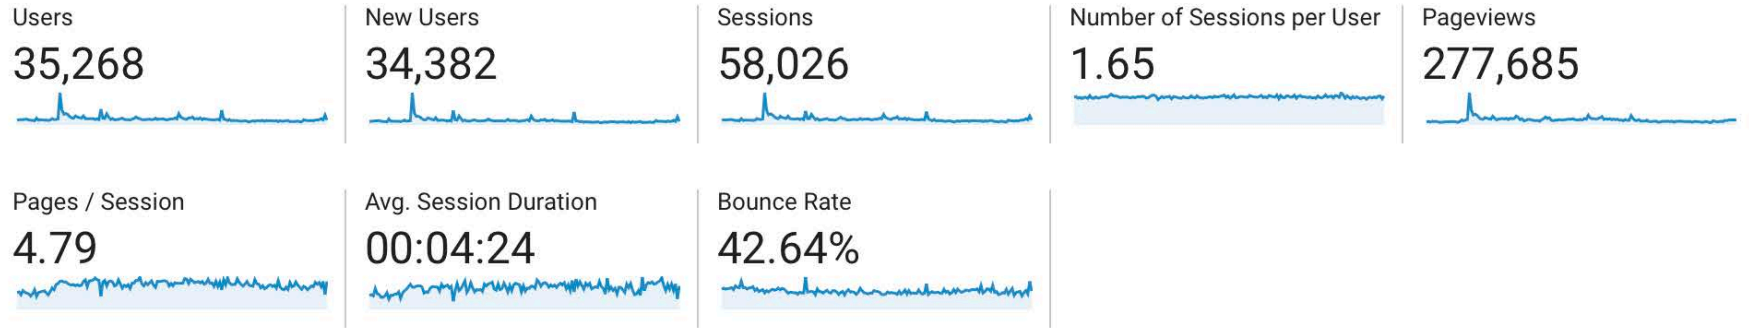 Users
35,268
New Users
34,382
Sessions
58,026
Number of Sessions per User
1.65
Pageviews
277,685
Pages / Session
4.79
Avg. Session Duration
00:04:24
Bounce Rate
42.64%